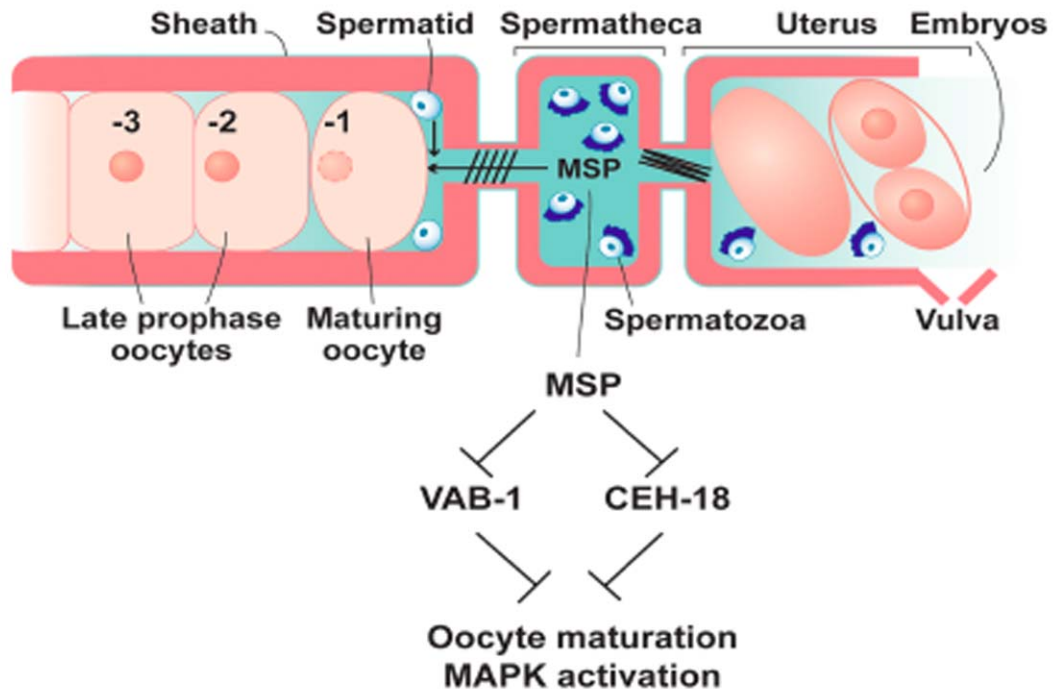 Sheath Spermatid Spermatheca Uterus Embryos
-3 -2 -1
MSP
Late prophase
oocytes
Maturing
oocyte
Spermatozoa
Vulva
MSP
VAB-1 CEH-18
Oocyte maturation
MAPK activation